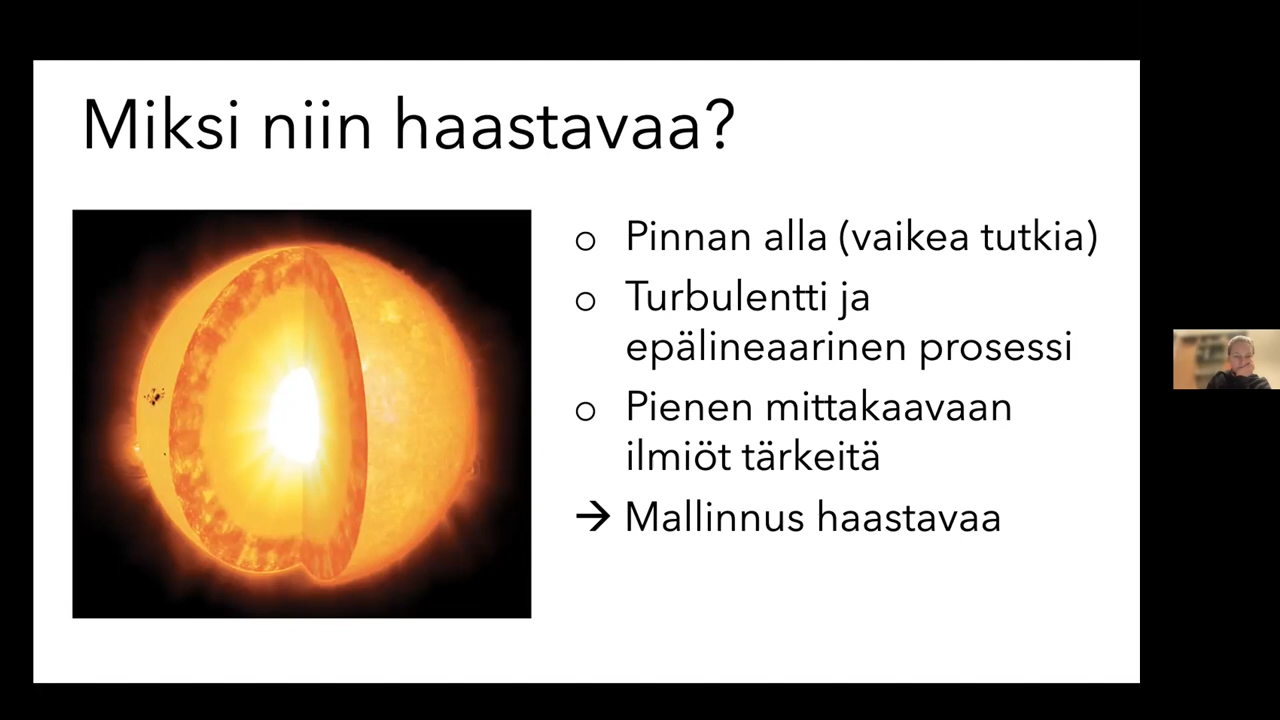 Miksi niin haastavaa?
o Pinnan alla (vaikea tutkia)
o Turbulentti ja
epälineaarinen prosessi
o Pienen mittakaavaan
ilmiöt tärkeitä
→ Mallinnus haastavaa